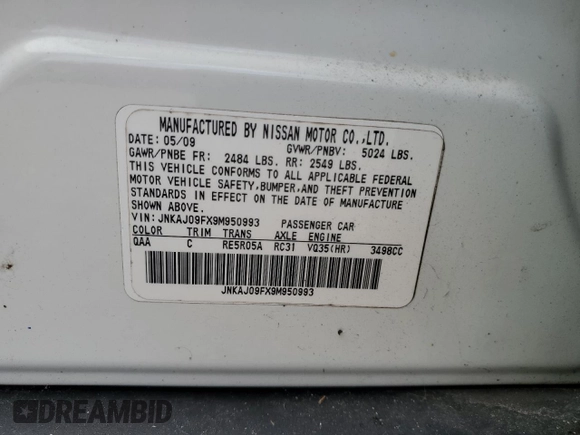 MANUFACTURED BY NISSAN MOTOR CO.,LTD.
DATE: 05/09 GVWR/PNBV: 5024 LBS.
GAWR/PNBE FR: 2484 LBS. RR: 2549 LBS.
THIS VEHICLE CONFORMS TO ALL APPLICABLE FEDERAL
MOTOR VEHICLE SAFETY,BUMPER,AND THEFT PREVENTION
STANDARDS IN EFFECT ON THE DATE OF MANUFACTURE
SHOWN ABOVE.
VIN: JNKAJ09FX9M950993 PASSENGER CAR
COLOR TRIM TRANS AXLE ENGINE
QAA C RE5R05A RC31 VQ35(HR) 3498CC
JNKAJ09FX9M950993
DREAMBID